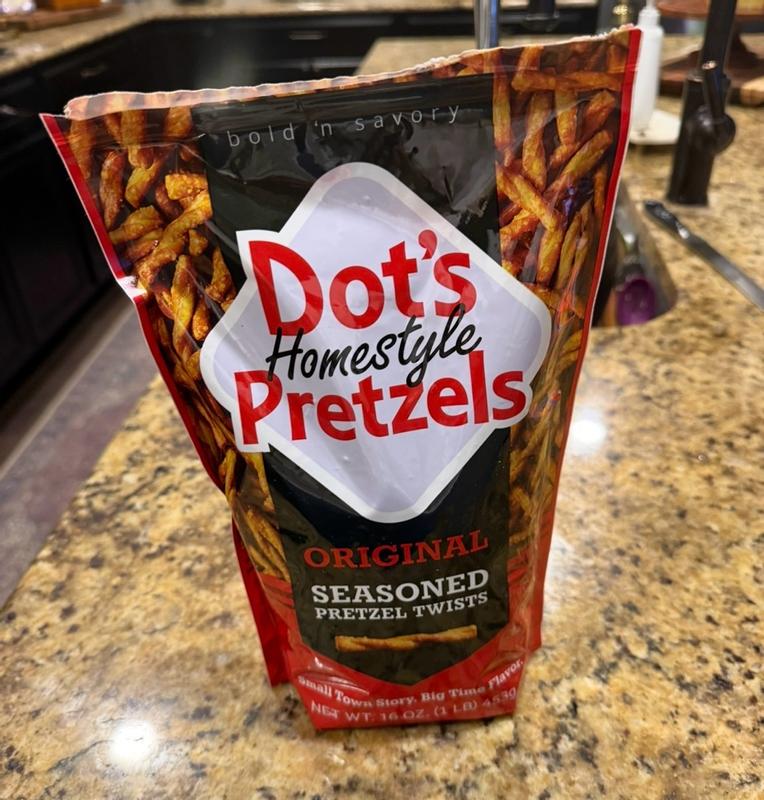 bold 'n savory
Dot's
Homestyle
Pretzels
ORIGINAL
SEASONED
PRETZEL TWISTS
Small Town Story. Big Time Flavor.
NET WT. 16 OZ. (1 LB) 453g